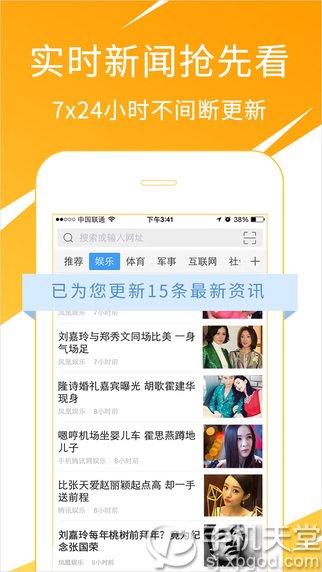 实时新闻抢先看
7x24小时不间断更新
中国联通
下午3:41
38%
搜索或输入网址
推荐 娱乐 体育 军事 互联网 社
已为您更新15条最新资讯
凤凰娱乐 7小时前
刘嘉玲与郑秀文同场比美 一身
气场足
凤凰娱乐 7小时前
隆诗婚礼嘉宾曝光 胡歌霍建华
现身
凤凰娱乐 8小时前
嗯哼机场坐婴儿车 霍思燕蹲地
儿子
手机腾讯网娱乐 8小时前
比张天爱赵丽颖起点高 却一手
去送前程
腾讯娱乐 8小时前
刘嘉玲每年桃树前拜年？竟为纪
念张国荣
凤凰娱乐 8小时前
手机天堂
sj.xpgod.com